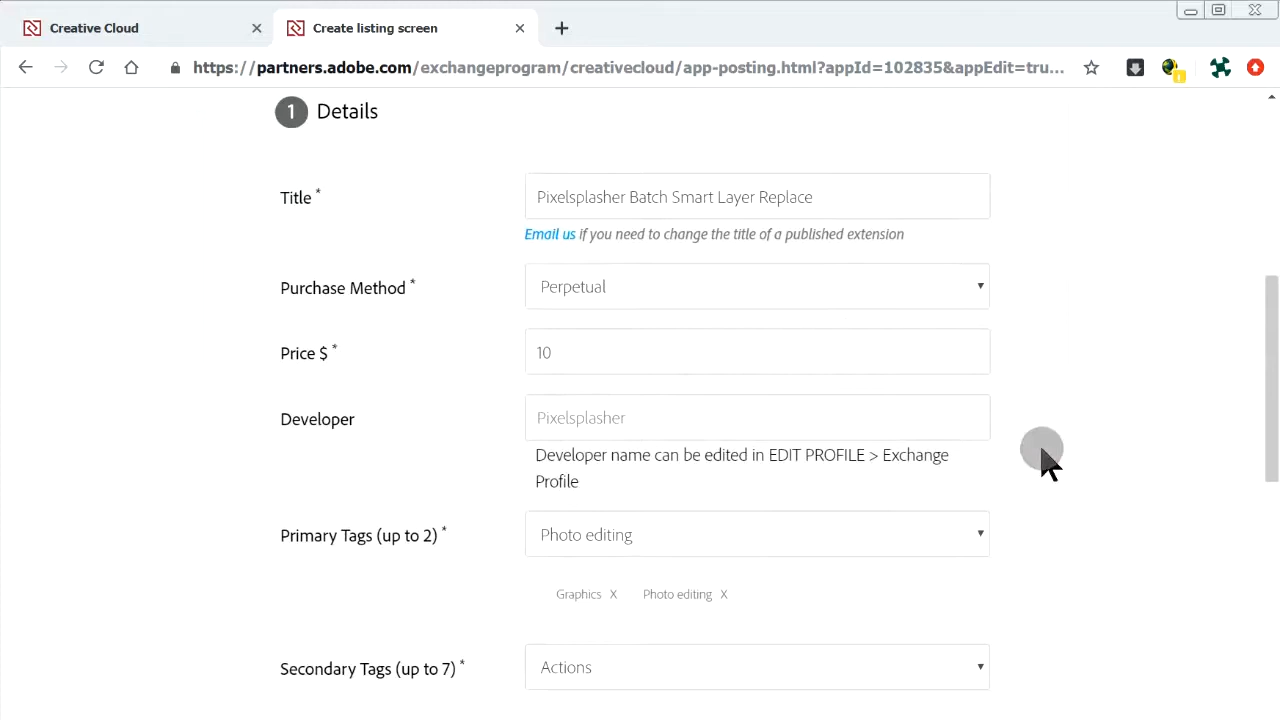 Creative Cloud
Create listing screen
https://partners.adobe.com/exchangeprogram/creativecloud/app-posting.html?appId=102835&appEdit=tru...
1 Details
Title *
Pixelsplasher Batch Smart Layer Replace
Email us if you need to change the title of a published extension
Purchase Method *
Perpetual
Price $ *
10
Developer
Pixelsplasher
Developer name can be edited in EDIT PROFILE > Exchange
Profile
Primary Tags (up to 2) *
Photo editing
Graphics X Photo editing X
Secondary Tags (up to 7) *
Actions